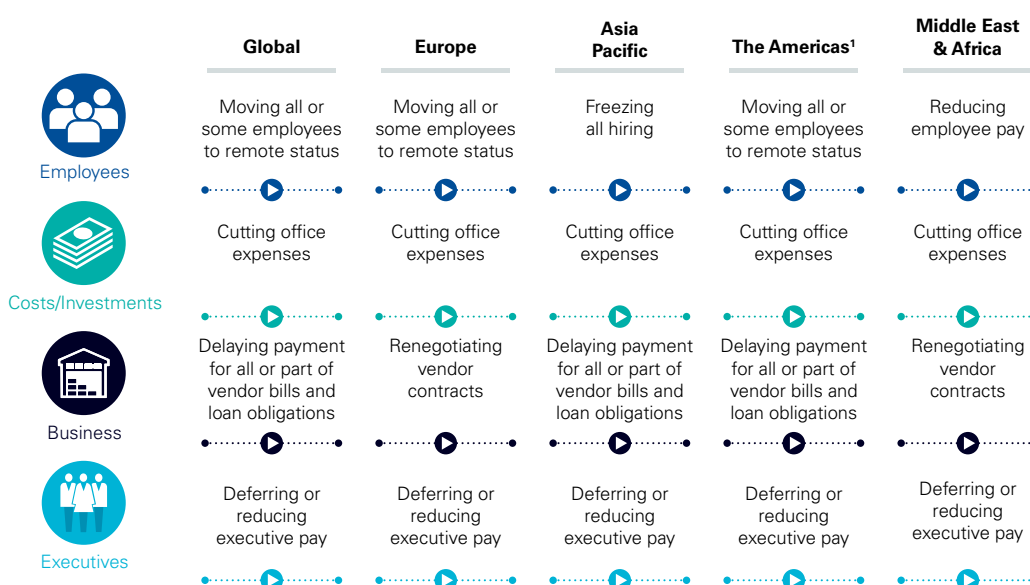 Global
Europe
Asia
Pacific
The Americas¹
Middle East
& Africa
Employees
Moving all or
some employees
to remote status
Moving all or
some employees
to remote status
Freezing
all hiring
Moving all or
some employees
to remote status
Reducing
employee pay
Costs/Investments
Cutting office
expenses
Cutting office
expenses
Cutting office
expenses
Cutting office
expenses
Cutting office
expenses
Business
Delaying payment
for all or part of
vendor bills and
loan obligations
Renegotiating
vendor
contracts
Delaying payment
for all or part of
vendor bills and
loan obligations
Delaying payment
for all or part of
vendor bills and
loan obligations
Renegotiating
vendor
contracts
Executives
Deferring or
reducing
executive pay
Deferring or
reducing
executive pay
Deferring or
reducing
executive pay
Deferring or
reducing
executive pay
Deferring or
reducing
executive pay